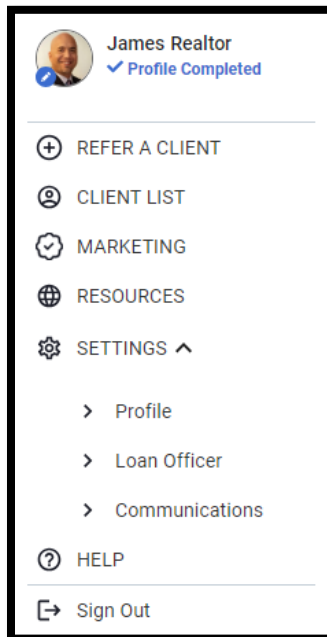 James Realtor
Profile Completed
REFER A CLIENT
CLIENT LIST
MARKETING
RESOURCES
SETTINGS
Profile
Loan Officer
Communications
HELP
Sign Out